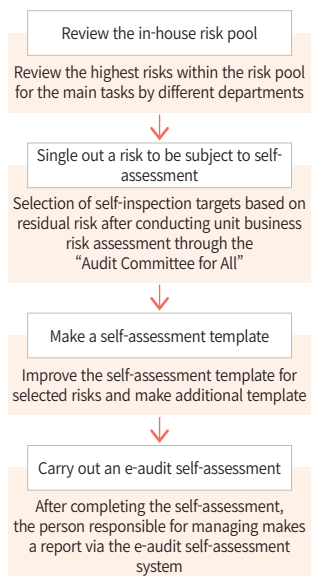 Review the in-house risk pool
Review the highest risks within the risk pool
for the main tasks by different departments
Single out a risk to be subject to self-
assessment
Selection of self-inspection targets based on
residual risk after conducting unit business
risk assessment through the
“Audit Committee for All”
Make a self-assessment template
Improve the self-assessment template for
selected risks and make additional template
Carry out an e-audit self-assessment
After completing the self-assessment,
the person responsible for managing makes
a report via the e-audit self-assessment
system